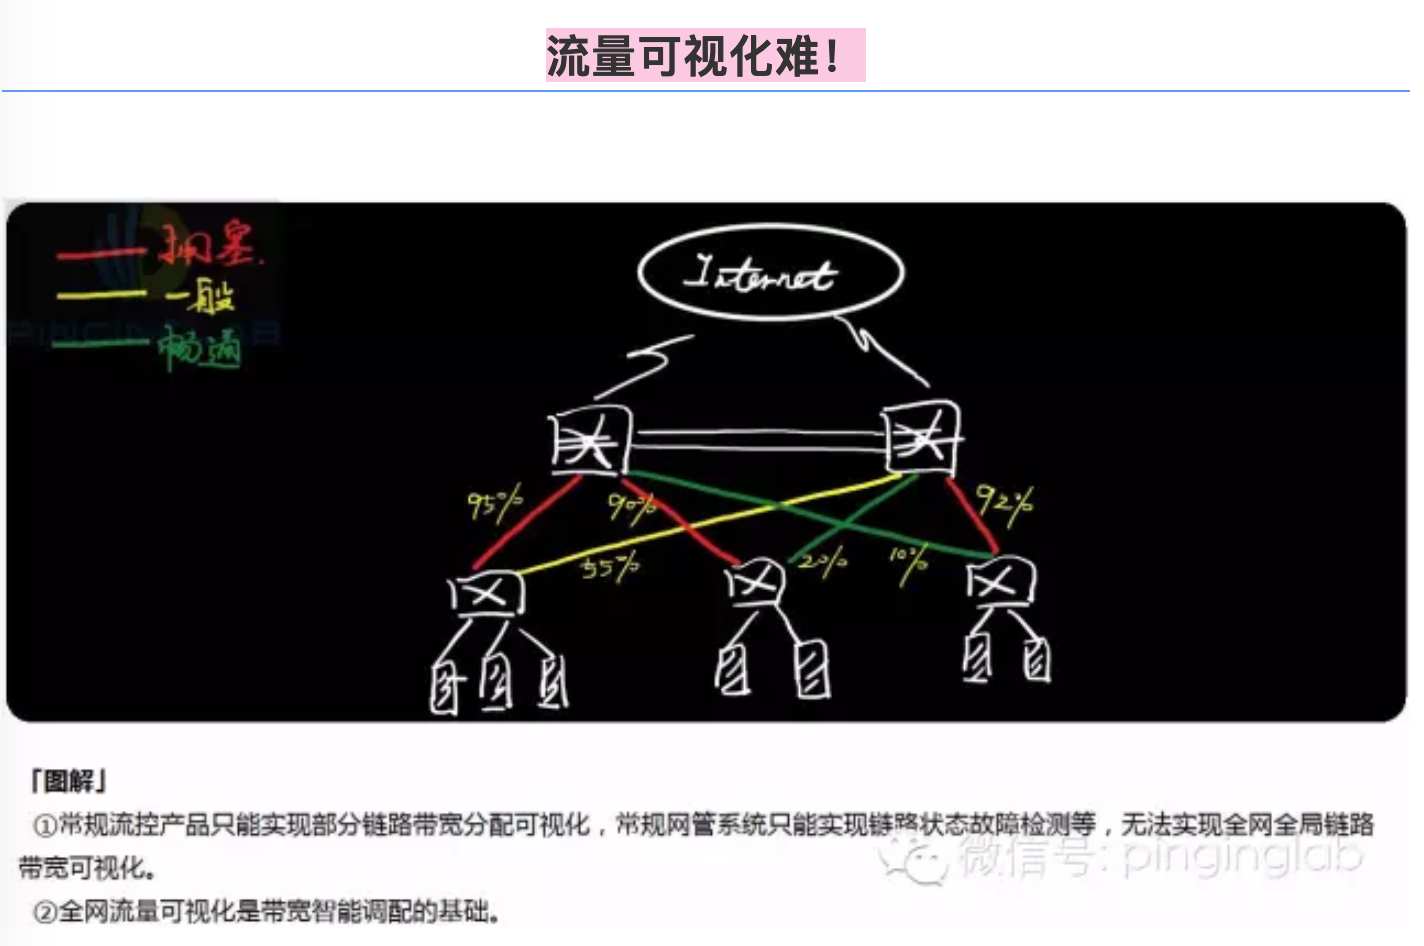 流量可视化难！
拥塞.
一般
畅通
PINGINGLAB
Internet
95%
90%
92%
55%
20%
10%
「图解」
①常规流控产品只能实现部分链路带宽分配可视化，常规网管系统只能实现链路状态故障检测等，无法实现全网全局链路
带宽可视化。
微信号: pinginglab
②全网流量可视化是带宽智能调配的基础。